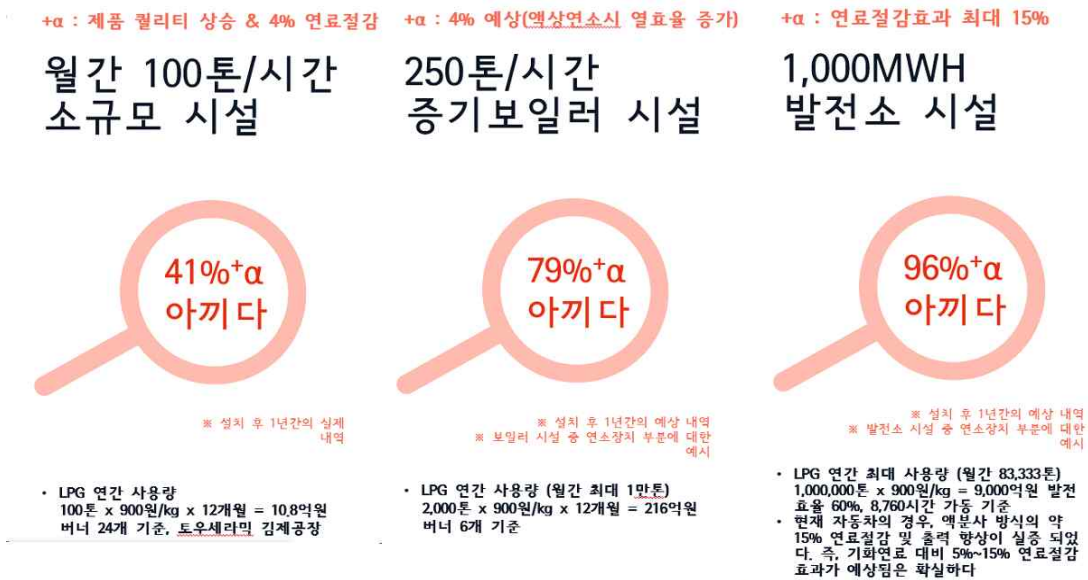 +α : 제품 퀄리티 상승 & 4% 연료절감
월간 100톤/시간
소규모 시설
41%+α
아끼다
※ 설치 후 1년간의 실제
내역
• LPG 연간 사용량
100톤 x 900원/kg x 12개월 = 10.8억원
버너 24개 기준, 토우세라믹 김제공장
+α : 4% 예상(액상연소시 열효율 증가)
250톤/시간
증기보일러 시설
79%+α
아끼다
※ 설치 후 1년간의 예상 내역
※ 보일러 시설 중 연소장치 부분에 대한
예시
• LPG 연간 사용량 (월간 최대 1만톤)
2,000톤 x 900원/kg x 12개월 = 216억원
버너 6개 기준
+α : 연료절감효과 최대 15%
1,000MWH
발전소 시설
96%+α
아끼다
※ 설치 후 1년간의 예상 내역
※ 발전소 시설 중 연소장치 부분에 대한
예시
• LPG 연간 최대 사용량 (월간 83,333톤)
1,000,000톤 x 900원/kg = 9,000억원 발전
효율 60%, 8,760시간 가동 기준
• 현재 자동차의 경우, 액분사 방식의 약
15% 연료절감 및 출력 향상이 실증 되었
다. 즉, 기화연료 대비 5%~15% 연료절감
효과가 예상됨은 확실하다